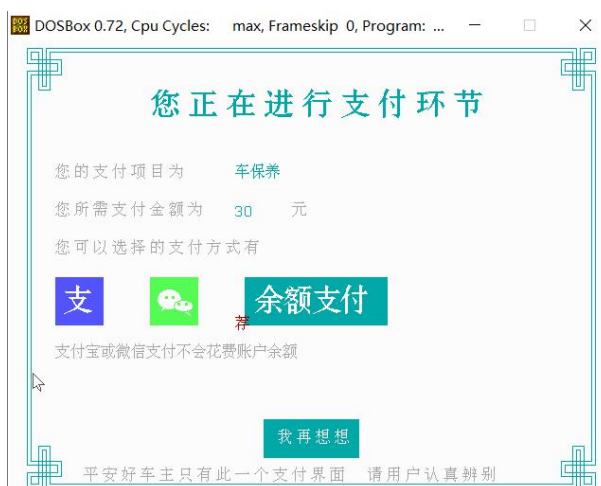 DOSBox 0.72, Cpu Cycles: max, Frameskip 0, Program: ...
您正在进行支付环节
您的支付项目为 车保养
您所需支付金额为 30 元
您可以选择的支付方式有
支 余额支付
荐
支付宝或微信支付不会花费账户余额
我再想想
平安好车主只有此一个支付界面 请用户认真辨别